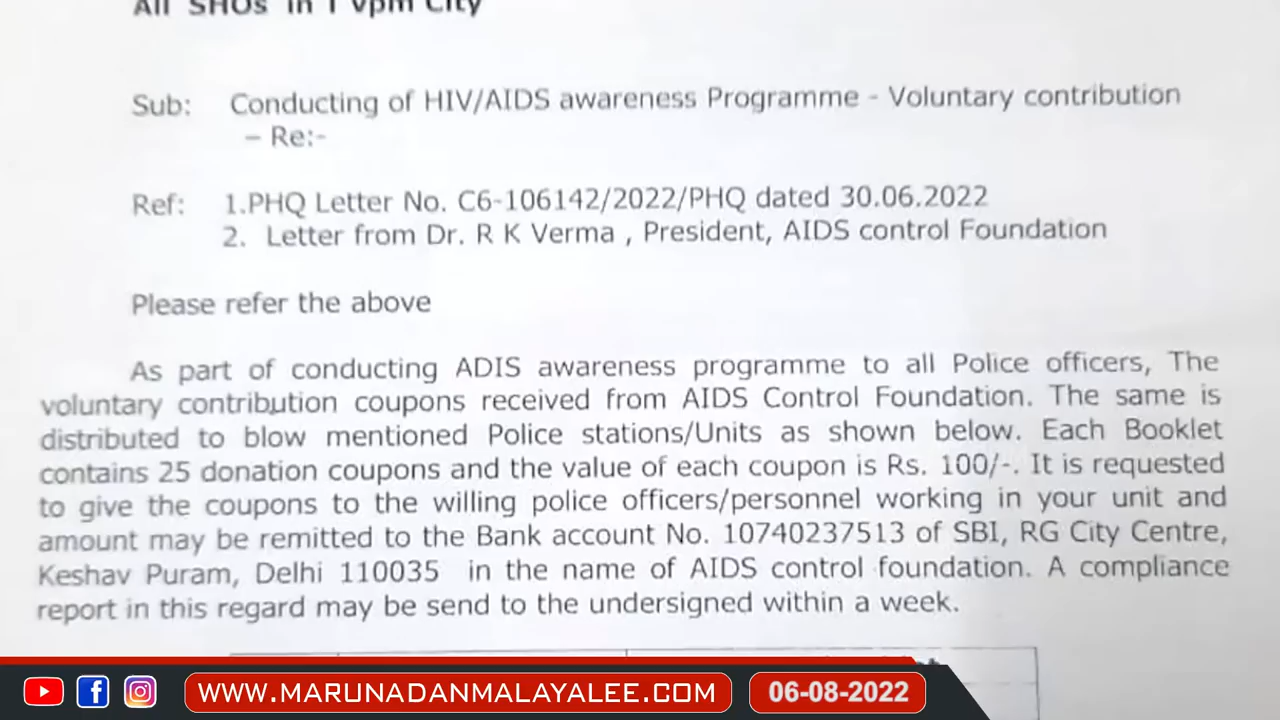 All SHOs in Tvpm City
Sub: Conducting of HIV/AIDS awareness Programme - Voluntary contribution
– Re:-
Ref: 1.PHQ Letter No. C6-106142/2022/PHQ dated 30.06.2022
2. Letter from Dr. R K Verma , President, AIDS control Foundation
Please refer the above
As part of conducting ADIS awareness programme to all Police officers, The
voluntary contribution coupons received from AIDS Control Foundation. The same is
distributed to blow mentioned Police stations/Units as shown below. Each Booklet
contains 25 donation coupons and the value of each coupon is Rs. 100/-. It is requested
to give the coupons to the willing police officers/personnel working in your unit and
amount may be remitted to the Bank account No. 10740237513 of SBI, RG City Centre,
Keshav Puram, Delhi 110035 in the name of AIDS control foundation. A compliance
report in this regard may be send to the undersigned within a week.
WWW.MARUNADANMALAYALEE.COM
06-08-2022